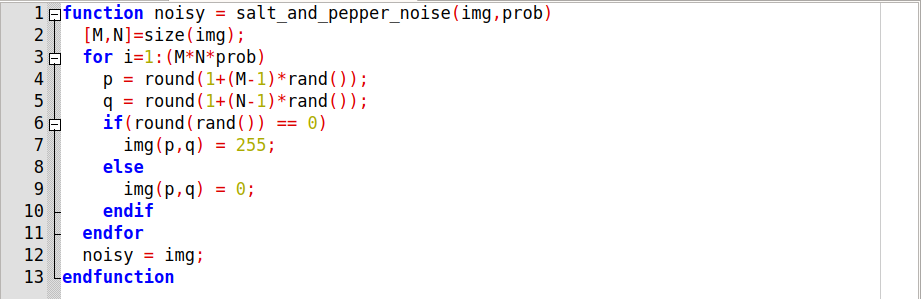 1 function noisy = salt_and_pepper_noise(img,prob)
2   [M,N]=size(img);
3   for i=1:(M*N*prob)
4     p = round(1+(M-1)*rand());
5     q = round(1+(N-1)*rand());
6     if(round(rand()) == 0)
7       img(p,q) = 255;
8     else
9       img(p,q) = 0;
10     endif
11   endfor
12   noisy = img;
13 endfunction